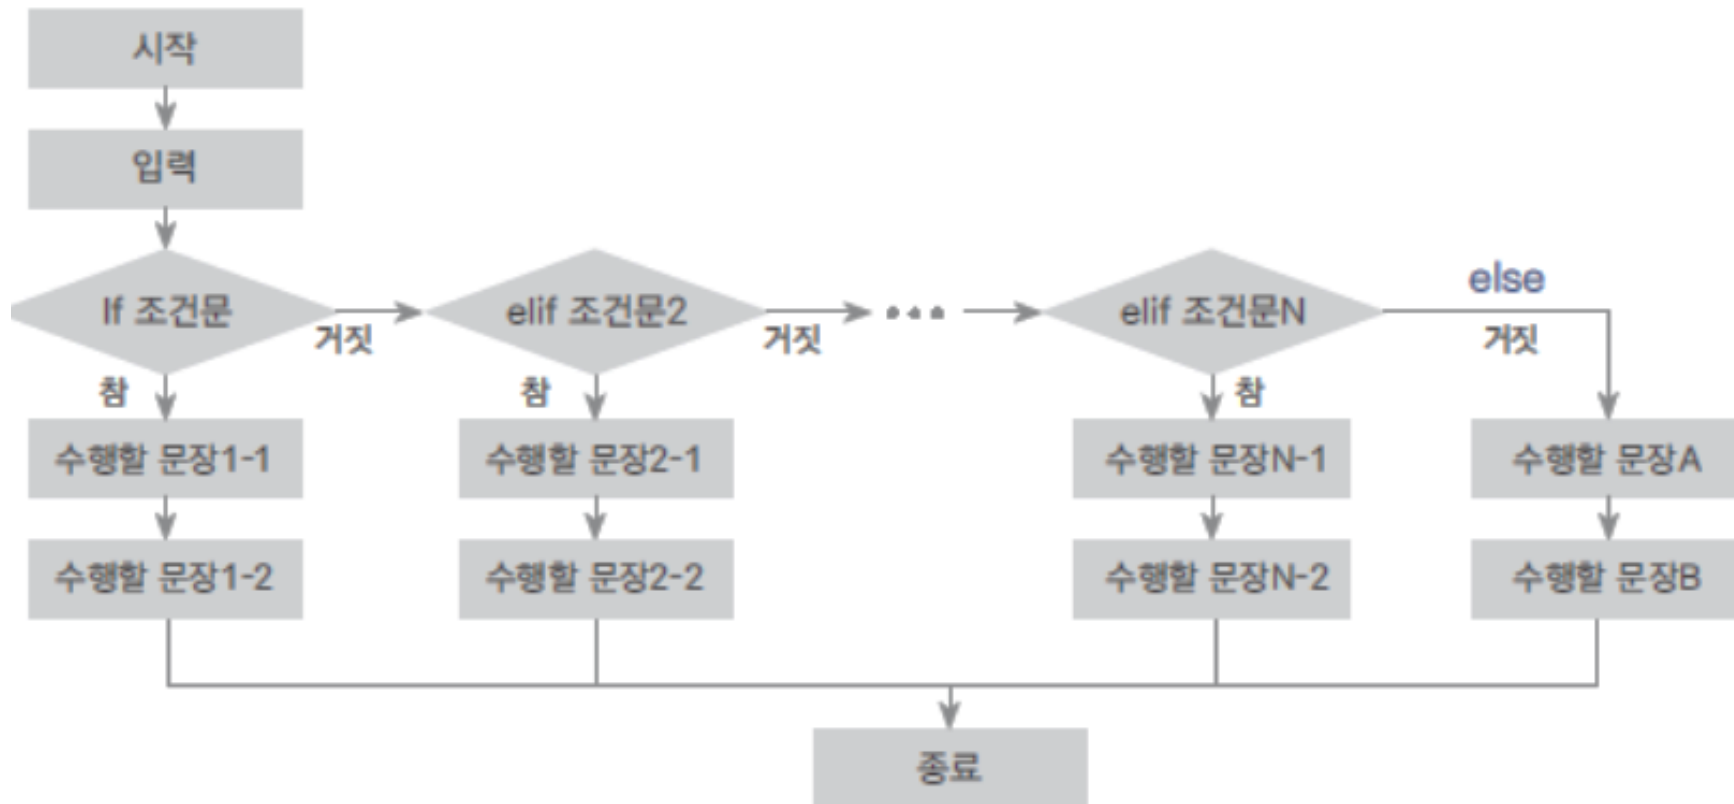 시작
입력
If 조건문
거짓
elif 조건문2
거짓
elif 조건문N
else
거짓
참
참
참
수행할 문장1-1
수행할 문장2-1
수행할 문장N-1
수행할 문장A
수행할 문장1-2
수행할 문장2-2
수행할 문장N-2
수행할 문장B
종료